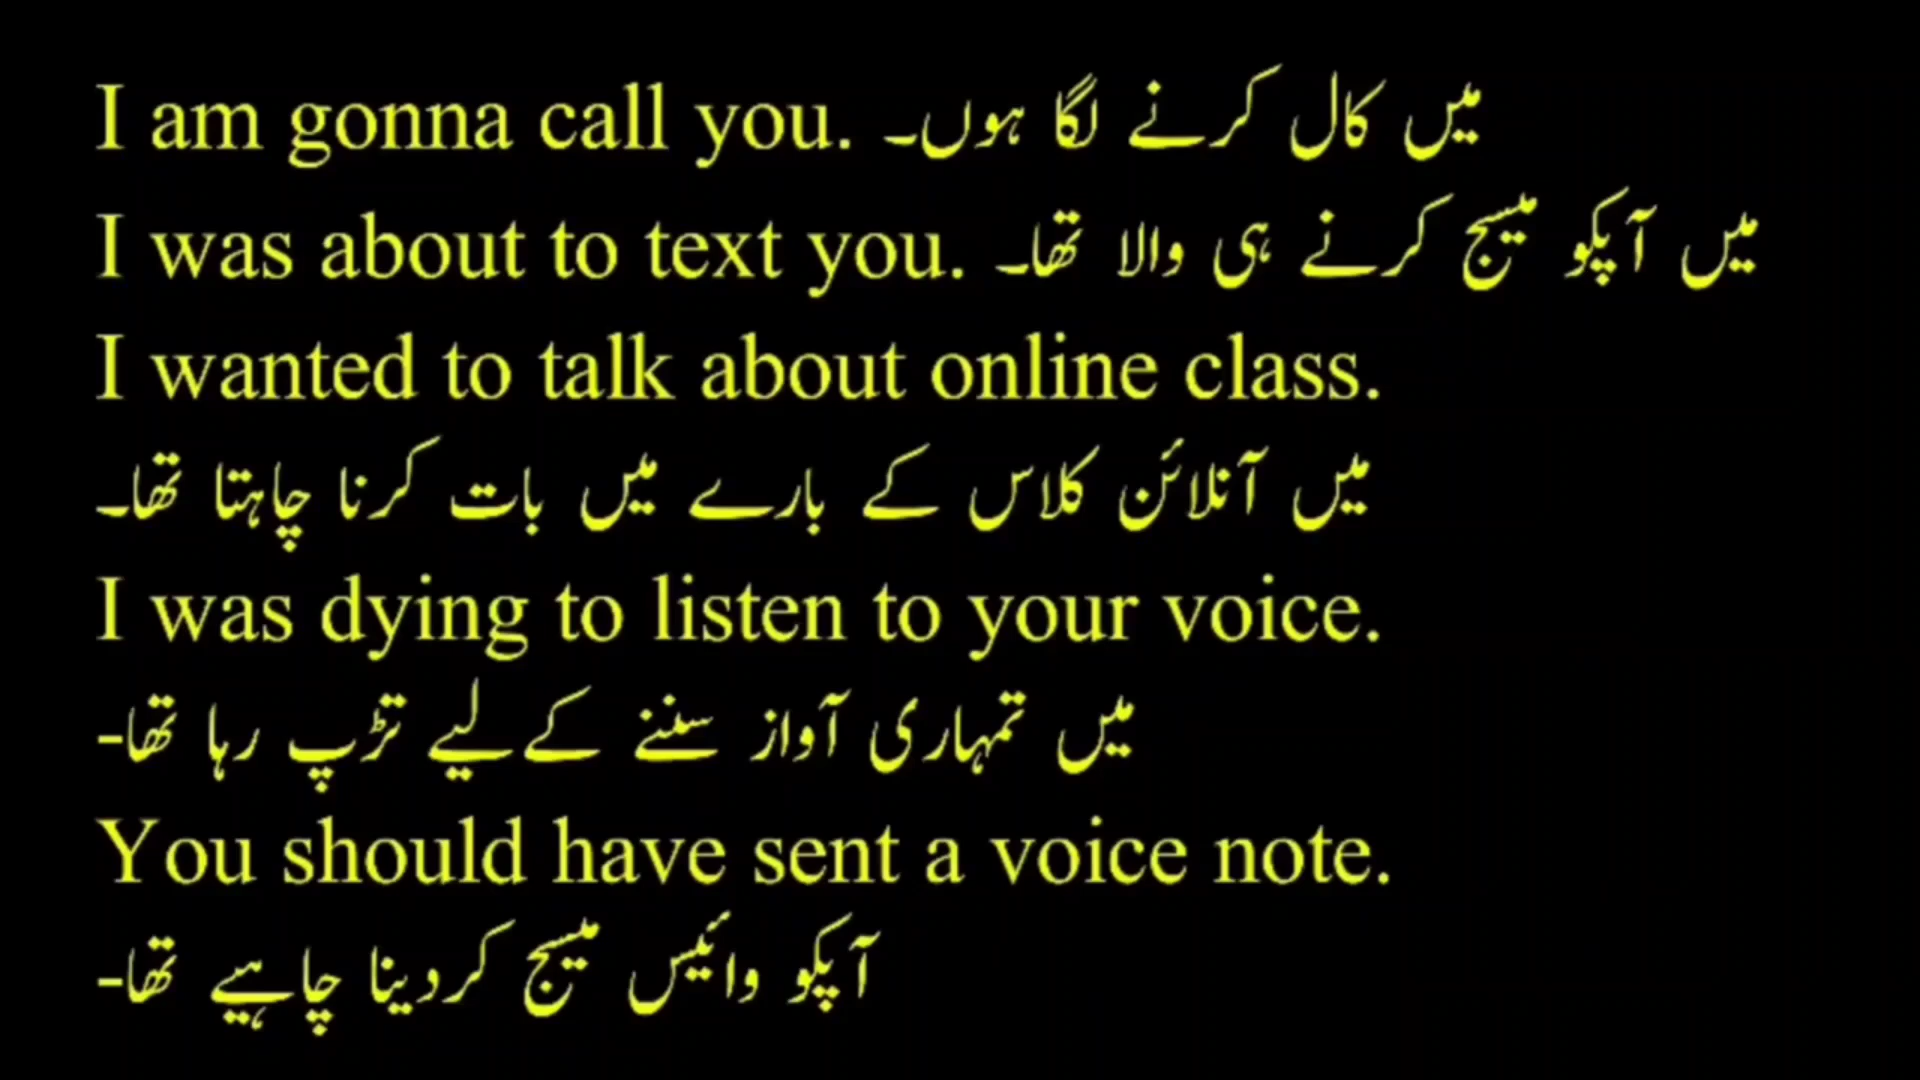 I am gonna call you. میں کال کرنے لگا ہوں۔
I was about to text you. میں آپکو میسج کرنے ہی والا تھا۔
I wanted to talk about online class.
میں آنلائن کلاس کے بارے میں بات کرنا چاہتا تھا۔
I was dying to listen to your voice.
میں تمہاری آواز سننے کے لیے تڑپ رہا تھا-
You should have sent a voice note.
آپکو وائیس میسج کردینا چاہیے تھا-